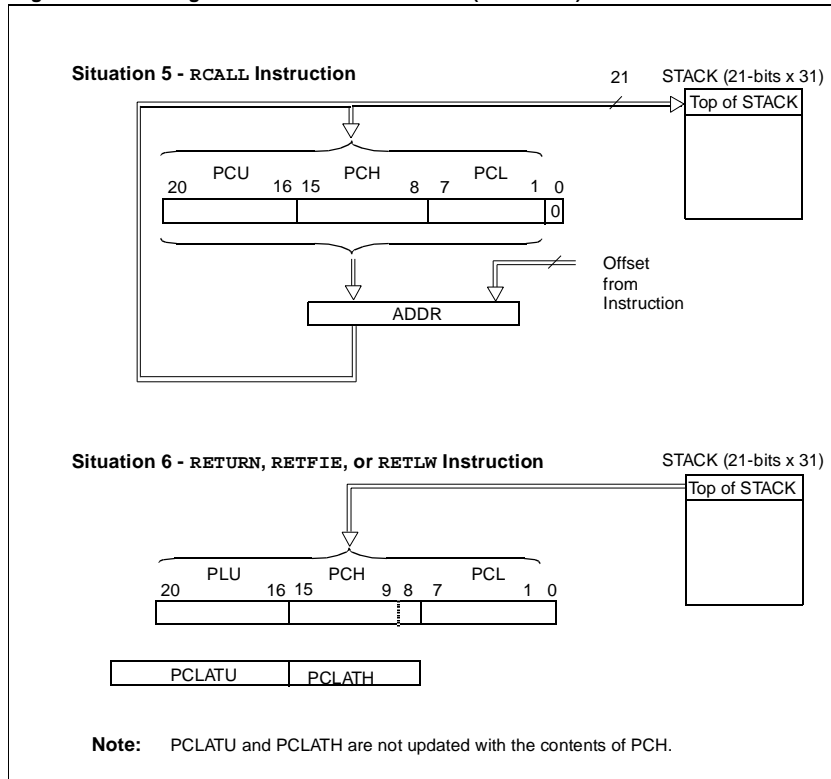 Situation 5 - RCALL Instruction
21
STACK (21-bits x 31)
Top of STACK
PCU PCH PCL
20 16 15 8 7 1 0
0
Offset
from
Instruction
ADDR
Situation 6 - RETURN, RETFIE, or RETLW Instruction
STACK (21-bits x 31)
Top of STACK
PLU PCH PCL
20 16 15 9 8 7 1 0
PCLATU PCLATH
Note: PCLATU and PCLATH are not updated with the contents of PCH.